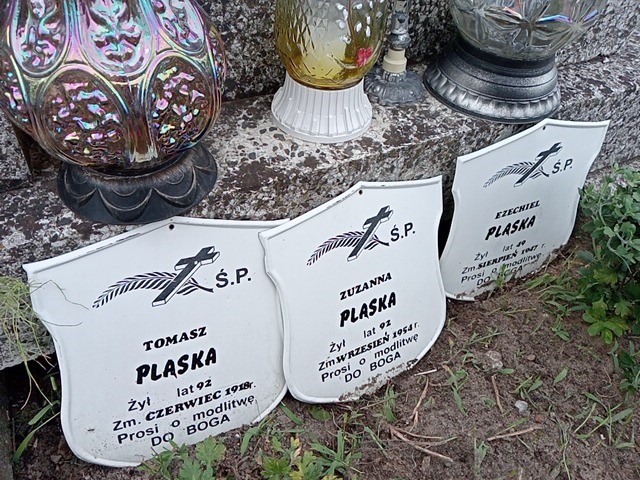 Ś.P.
TOMASZ
PLASKA
Żył lat 92
Zm. CZERWIEC 1918r.
Prosi o modlitwę
DO BOGA
Ś.P.
ZUZANNA
PLASKA
Żył lat 92
Zm WRZESIEŃ 1954r.
Prosi o modlitwę
DO BOGA
Ś.P.
EZECHIEL
PLASKA
Żył lat
Zm. SIERPIEŃ
Prosi o modlitwę
DO BOGA